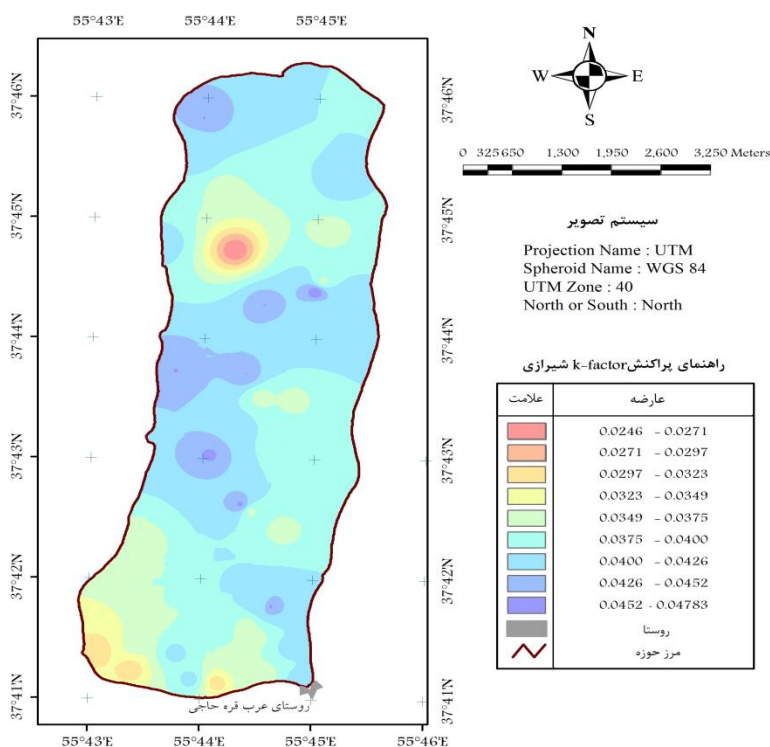 55°43'E 55°44'E 55°45'E
37°46'N
37°45'N
37°44'N
37°43'N
37°42'N
37°41'N
روستای عرب قره حاجی
55°43'E 55°44'E 55°45'E 55°46'E
37°46'N
37°45'N
37°44'N
37°43'N
37°42'N
37°41'N
N
W E
S
0 325 650 1,300 1,950 2,600 3,250 Meters
سیستم تصویر
Projection Name : UTM
Spheroid Name : WGS 84
UTM Zone : 40
North or South : North
راهنمای پراکنش k-factor شیرازی
علامت عارضه
0.0246 - 0.0271
0.0271 - 0.0297
0.0297 - 0.0323
0.0323 - 0.0349
0.0349 - 0.0375
0.0375 - 0.0400
0.0400 - 0.0426
0.0426 - 0.0452
0.0452 - 0.04783
روستا
مرز حوزه